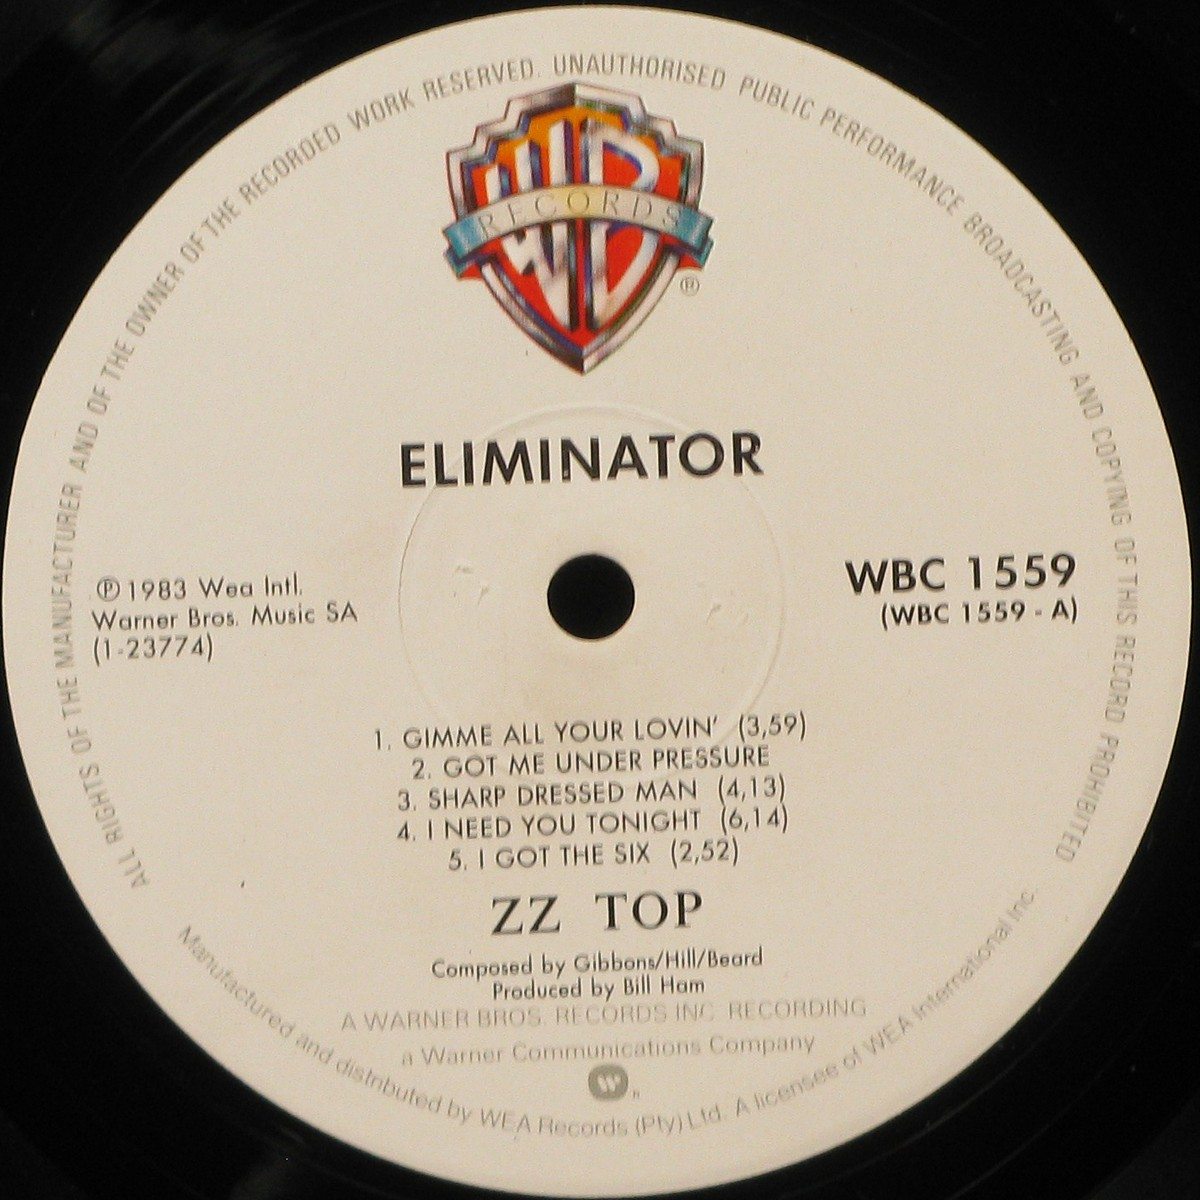 ALL RIGHTS OF THE MANUFACTURER AND OF THE OWNER OF THE RECORDED WORK RESERVED. UNAUTHORISED PUBLIC PERFORMANCE BROADCASTING AND COPYING OF THIS RECORD PROHIBITED
WB
RECORDS
®
ELIMINATOR
℗ 1983 Wea Intl.
Warner Bros. Music SA
(1-23774)
WBC 1559
(WBC 1559 - A)
1. GIMME ALL YOUR LOVIN' (3,59)
2. GOT ME UNDER PRESSURE
3. SHARP DRESSED MAN (4,13)
4. I NEED YOU TONIGHT (6,14)
5. I GOT THE SIX (2,52)
ZZ TOP
Composed by Gibbons/Hill/Beard
Produced by Bill Ham
A WARNER BROS. RECORDS INC. RECORDING
a Warner Communications Company
Manufactured and distributed by WEA Records (Pty) Ltd. A licensee of WEA International Inc.